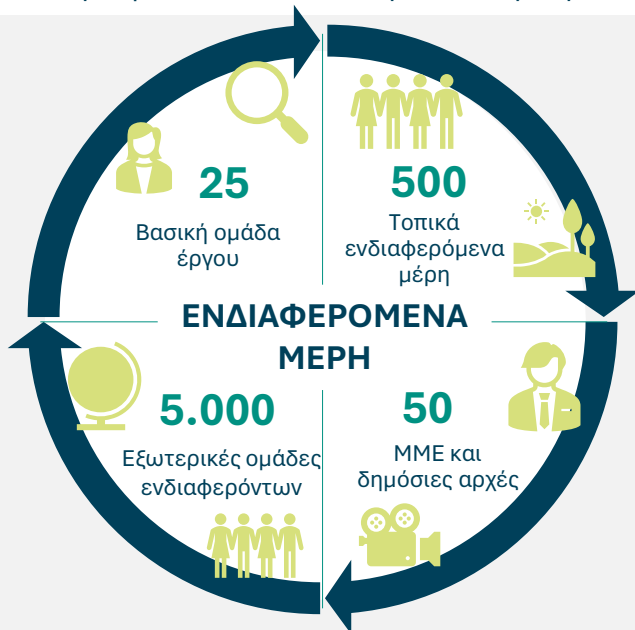 25
Βασική ομάδα
έργου
500
Τοπικά
ενδιαφερόμενα
μέρη
ΕΝΔΙΑΦΕΡΟΜΕΝΑ
ΜΕΡΗ
5.000
Εξωτερικές ομάδες
ενδιαφερόντων
50
ΜΜΕ και
δημόσιες αρχές